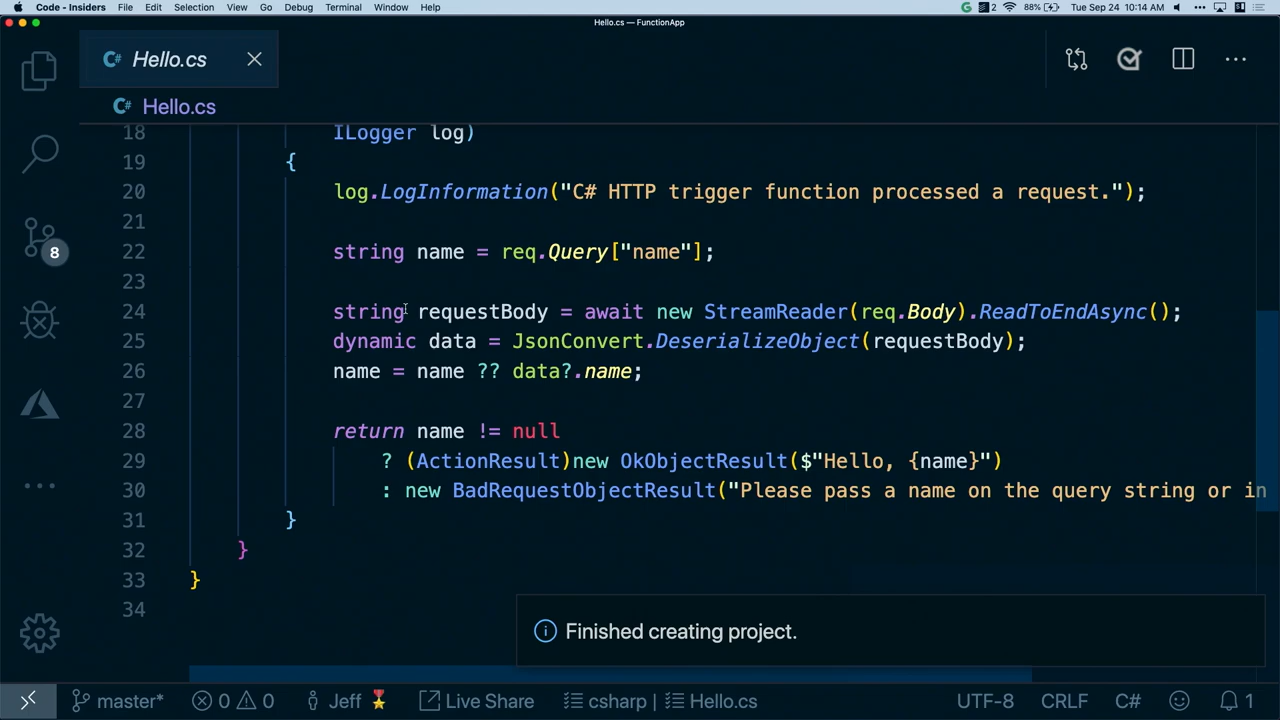 Code - Insiders File Edit Selection View Go Debug Terminal Window Help 2 88% Tue Sep 24 10:14 AM
Hello.cs — FunctionApp
C# Hello.cs
C# Hello.cs
18 ILogger log)
19 {
20 log.LogInformation("C# HTTP trigger function processed a request.");
21
22 string name = req.Query["name"];
23
24 string requestBody = await new StreamReader(req.Body).ReadToEndAsync();
25 dynamic data = JsonConvert.DeserializeObject(requestBody);
26 name = name ?? data?.name;
27
28 return name != null
29 ? (ActionResult)new OkObjectResult($"Hello, {name}")
30 : new BadRequestObjectResult("Please pass a name on the query string or in
31 }
32 }
33 }
34
8
Finished creating project.
master* 0 0 Jeff Live Share csharp | Hello.cs UTF-8 CRLF C# 1